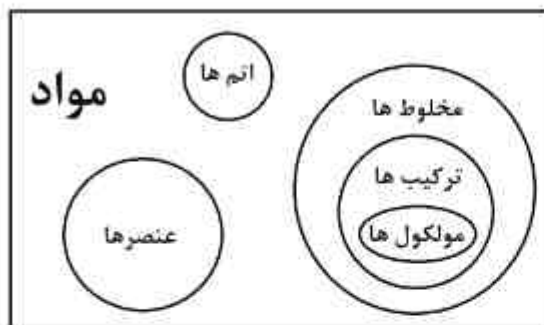 اتم ها
مواد
مخلوط ها
ترکیب ها
مولکول ها
عنصرها